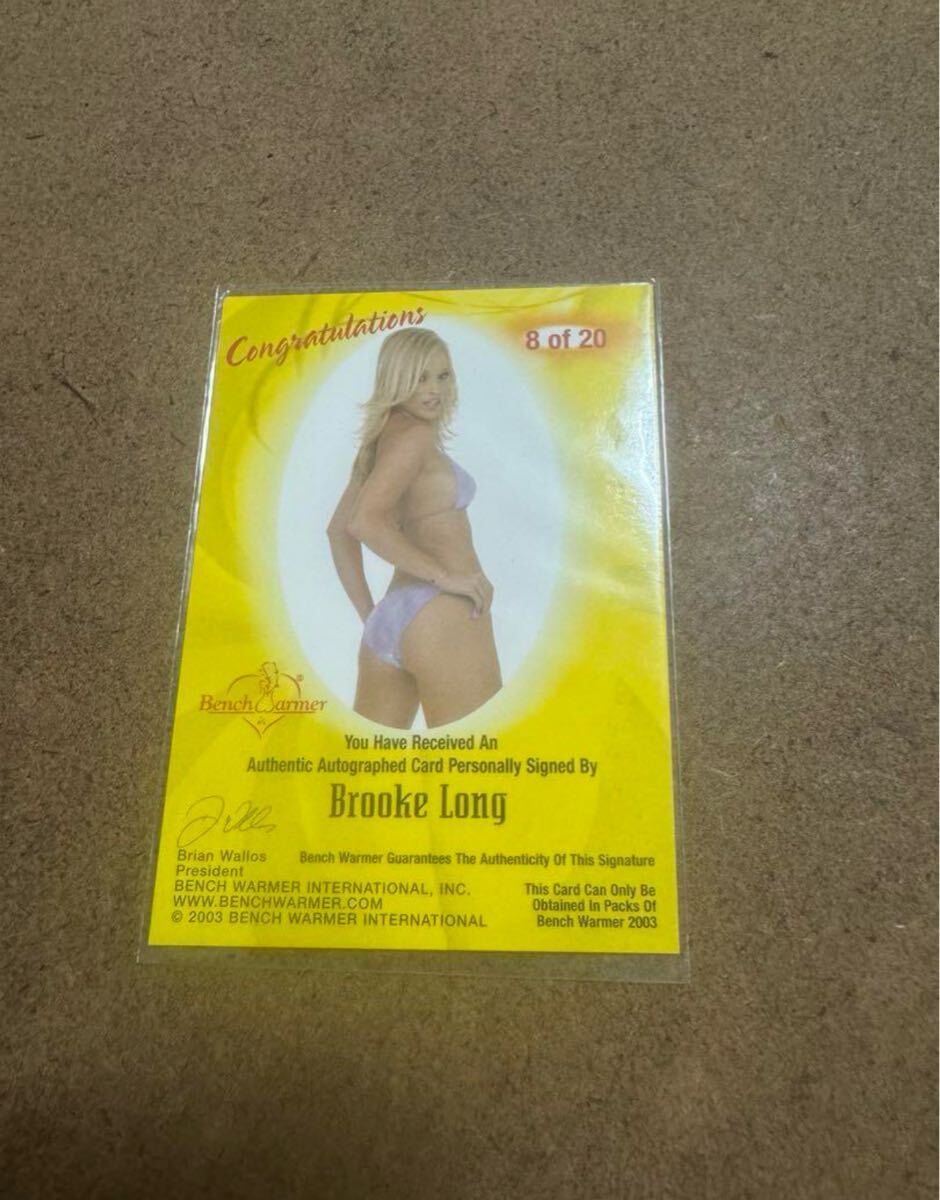 Congratulations
8 of 20
Bench Warmer ®
You Have Received An
Authentic Autographed Card Personally Signed By
Brooke Long
Brian Wallos
President
Bench Warmer Guarantees The Authenticity Of This Signature
BENCH WARMER INTERNATIONAL, INC.
WWW.BENCHWARMER.COM
© 2003 BENCH WARMER INTERNATIONAL
This Card Can Only Be
Obtained In Packs Of
Bench Warmer 2003